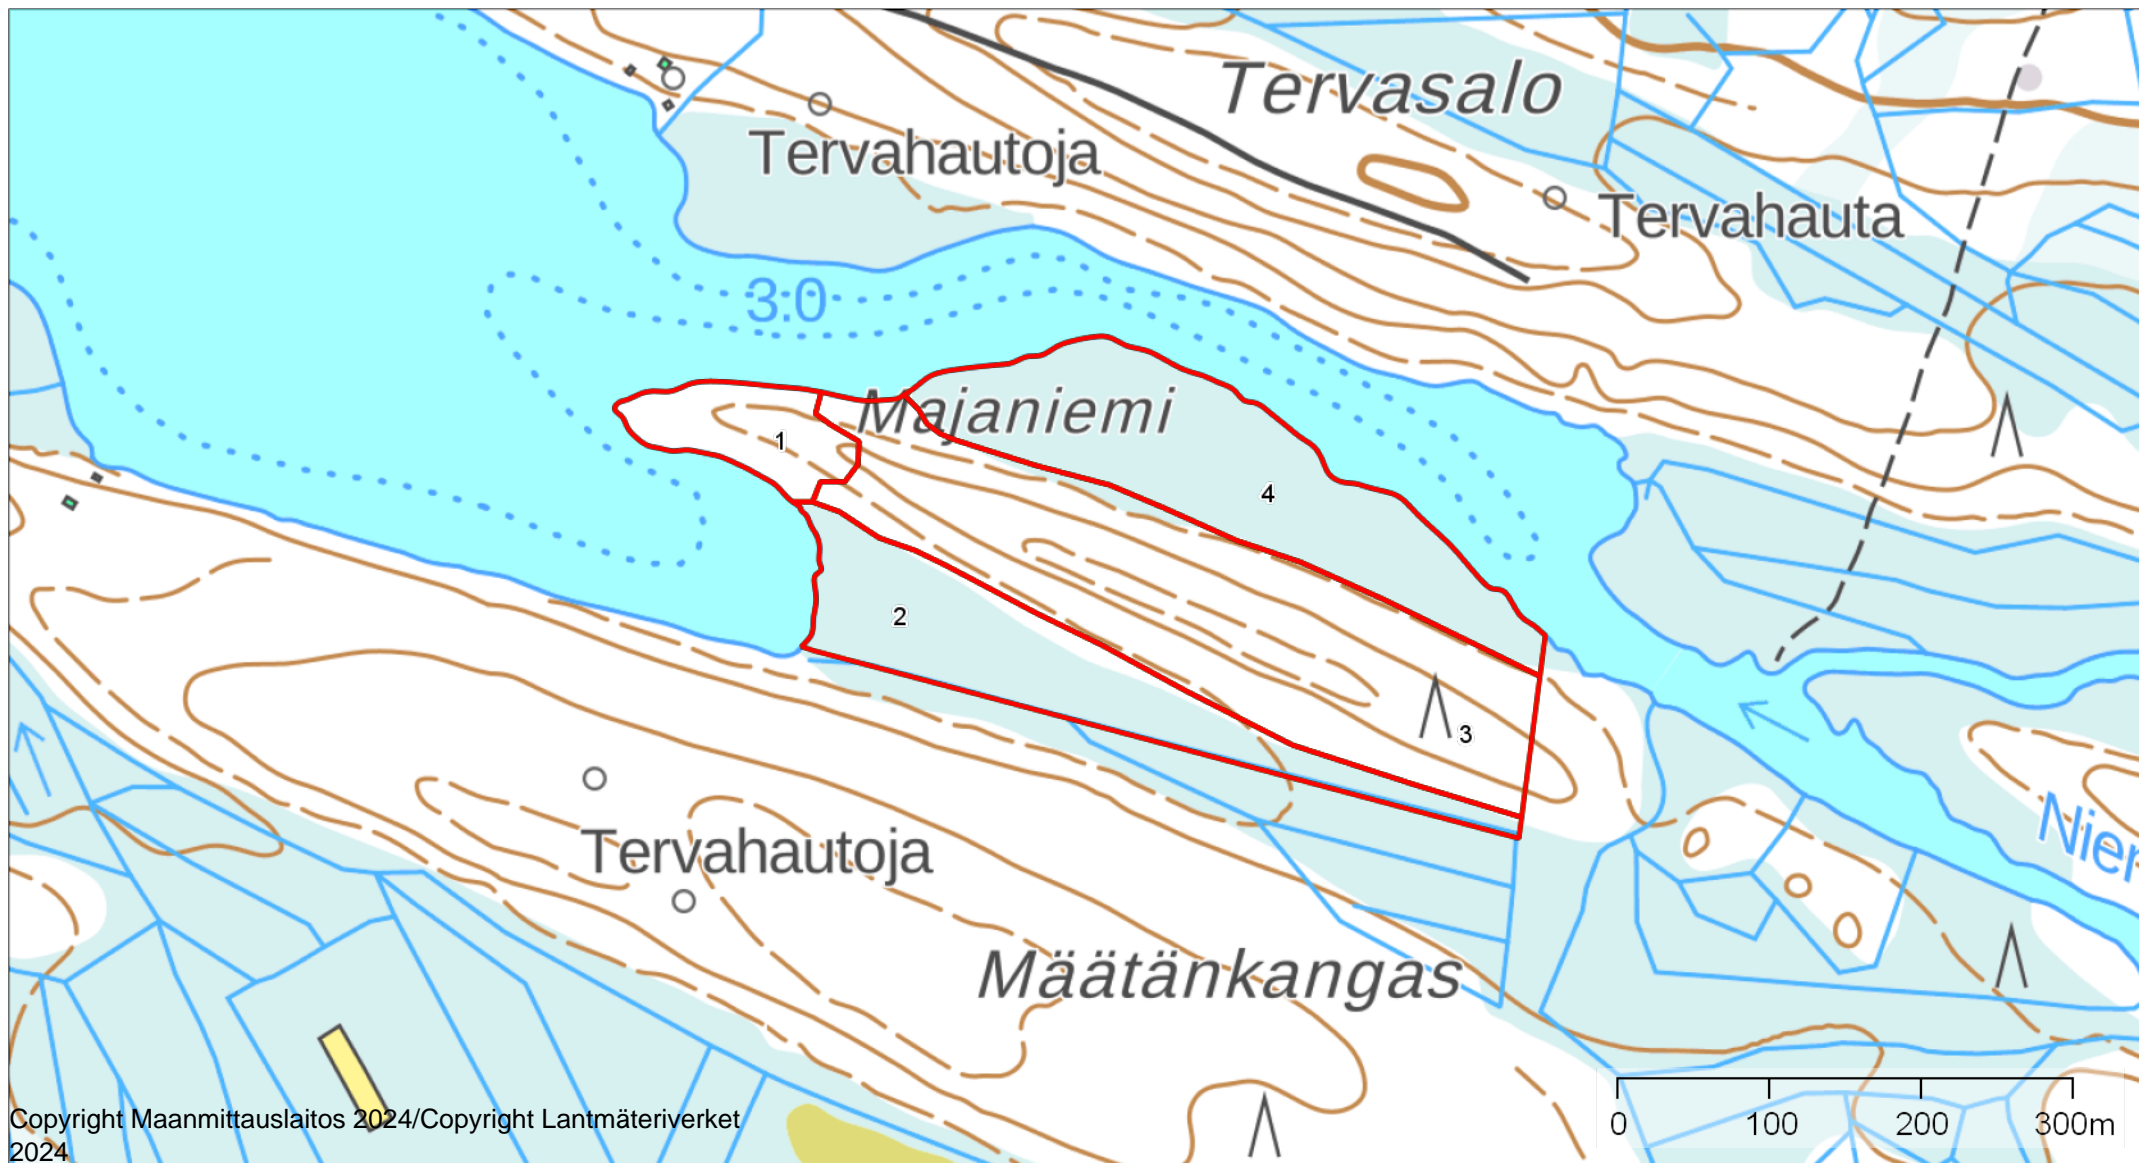 Tervasalo
Tervahautoja
Tervahauta
3.0
Majaniemi
1
4
2
3
Nier
Tervahautoja
Määtänkangas
0 100 200 300m
Copyright Maanmittauslaitos 2024/Copyright Lantmäteriverket
2024